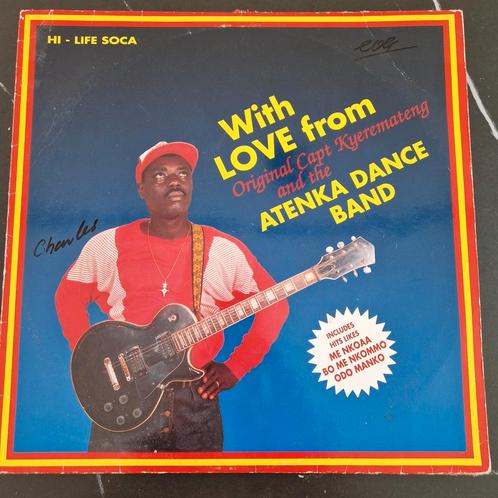 HI - LIFE SOCA
With
LOVE from
Original Capt Kyeremateng
and the
ATENKA DANCE
BAND
Charles
INCLUDES
HITS LIKES
ME NKOAA
BO ME NKOMMO
ODO MANKO